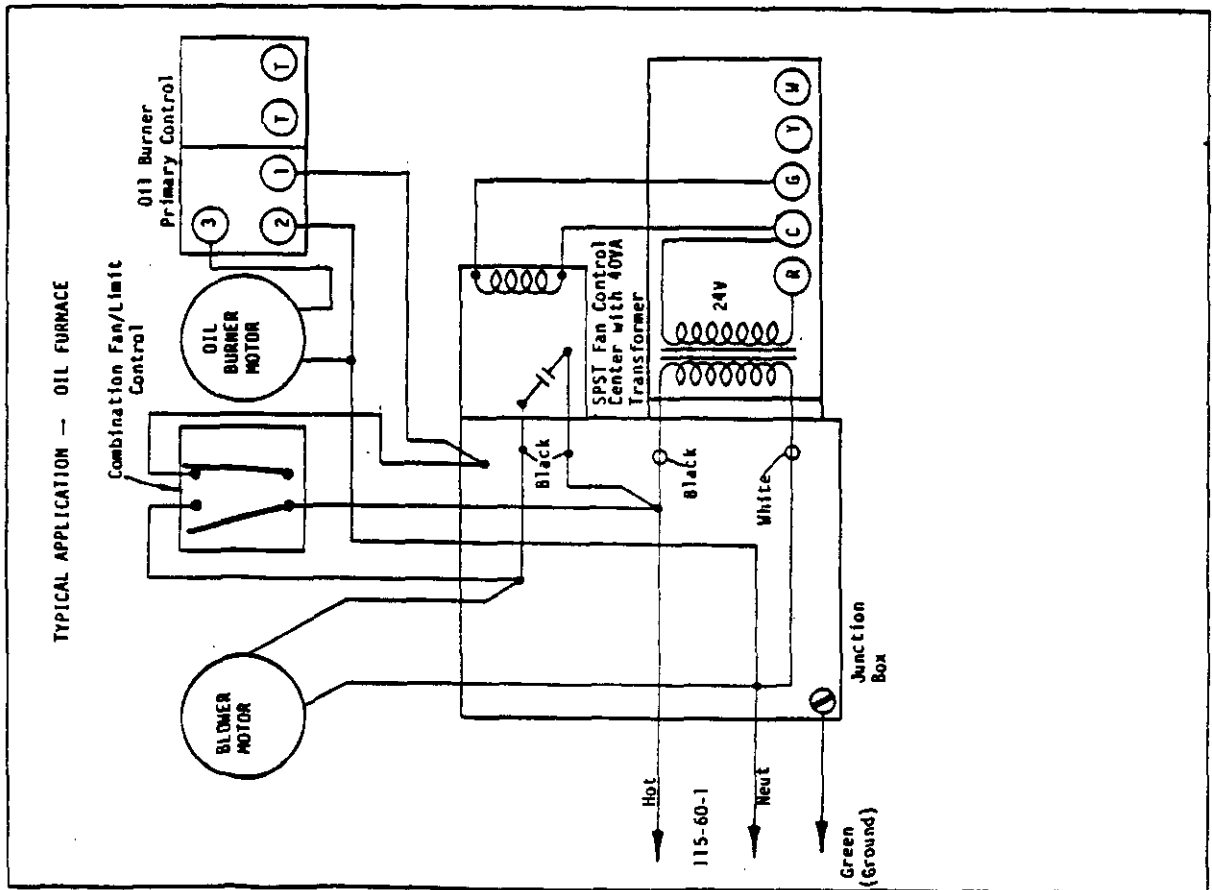 TYPICAL APPLICATION — OIL FURNACE
Oil Burner
Primary Control
T
T
1
2
3
OIL
BURNER
MOTOR
Combination Fan/Limit
Control
BLOWER
MOTOR
SPST Fan Control
Center with 40VA
Transformer
24V
R
C
G
Y
W
Black
Black
White
Junction
Box
Hot
115-60-1
Neut
Green
(Ground)